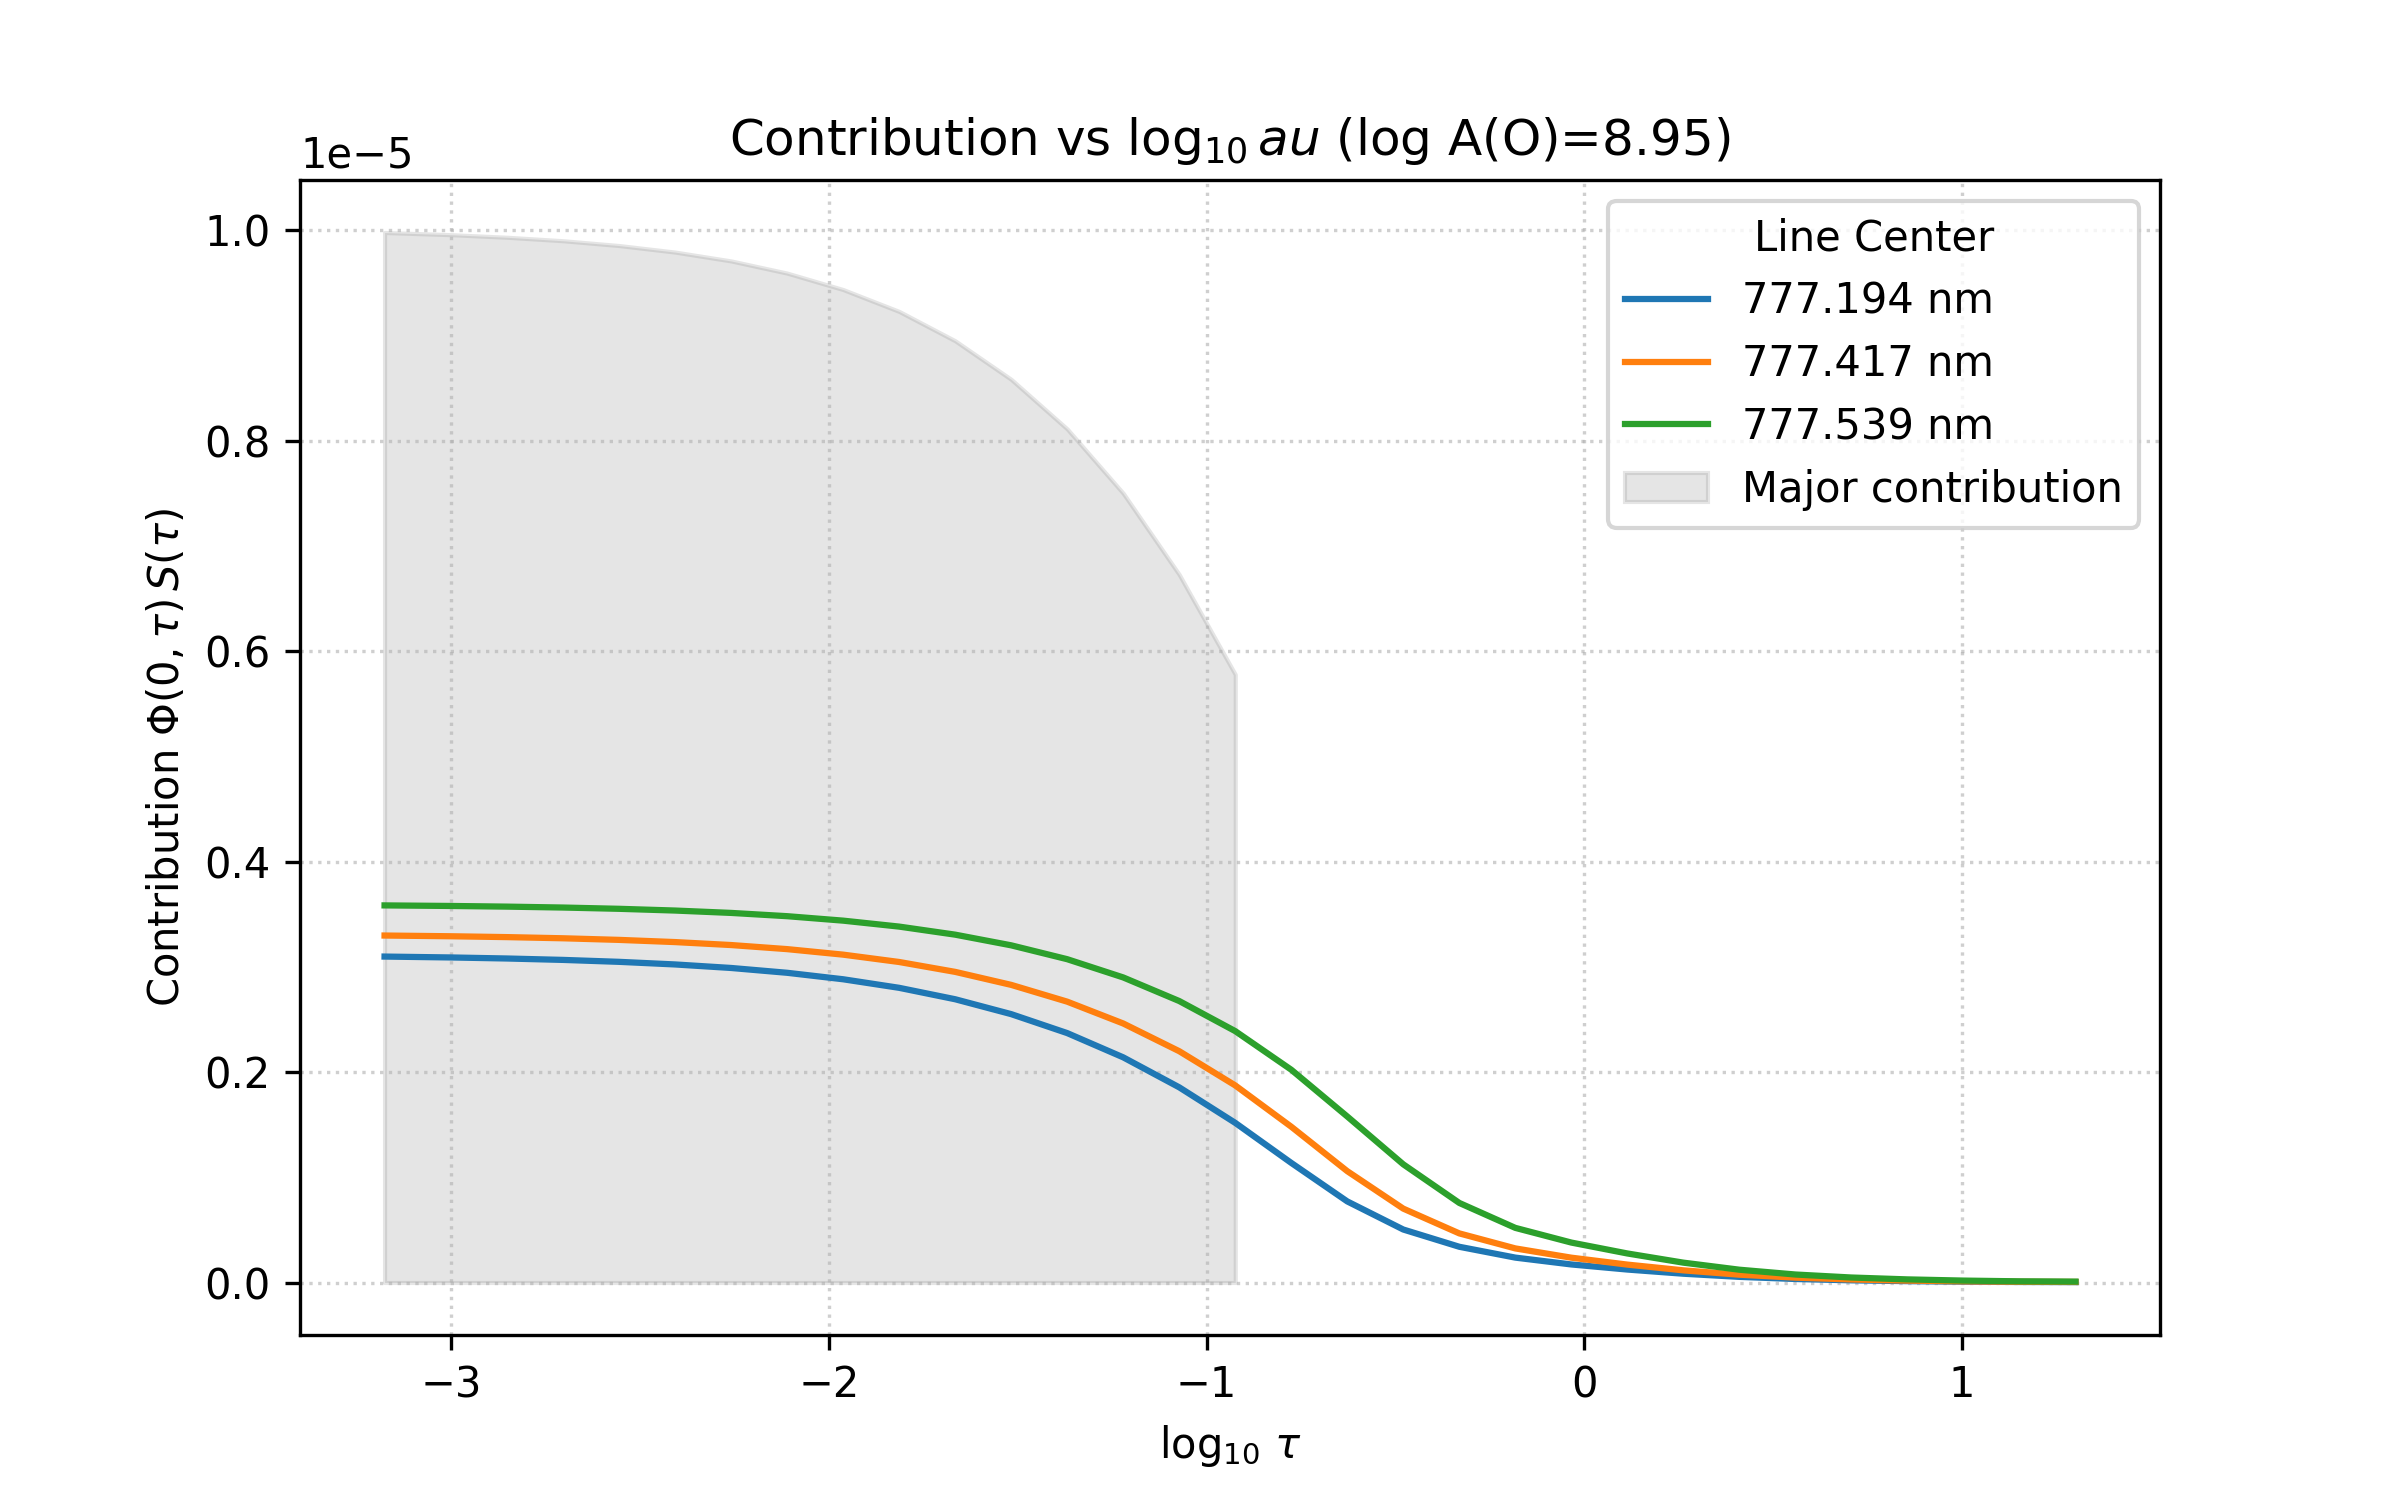 Contribution vs log₁₀ au (log A(O)=8.95)
1e−5
1.0
0.8
0.6
0.4
0.2
0.0
Contribution Φ(0, τ) S(τ)
Line Center
777.194 nm
777.417 nm
777.539 nm
Major contribution
−3 −2 −1 0 1
log₁₀ τ